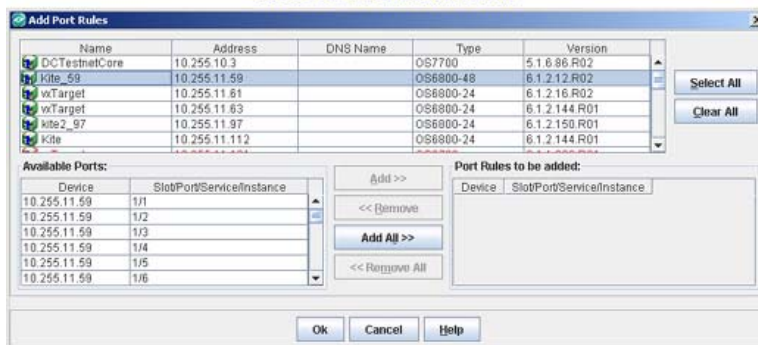 Add Port Rules
Name Address DNS Name Type Version
DCTestnetCore 10.255.10.3 OS7700 5.1.6.86.R02
Kite_59 10.255.11.59 OS6800-48 6.1.2.12.R02
vxTarget 10.255.11.61 OS6800-24 6.1.2.16.R02
vxTarget 10.255.11.63 OS6800-24 6.1.2.144.R01
kite2_97 10.255.11.97 OS6800-24 6.1.2.150.R01
Kite 10.255.11.112 OS6800-24 6.1.2.144.R01
Select All
Clear All
Available Ports:
Device Slot/Port/Service/Instance
10.255.11.59 1/1
10.255.11.59 1/2
10.255.11.59 1/3
10.255.11.59 1/4
10.255.11.59 1/5
10.255.11.59 1/6
Add >>
<< Remove
Add All >>
<< Remove All
Port Rules to be added:
Device Slot/Port/Service/Instance
Ok Cancel Help